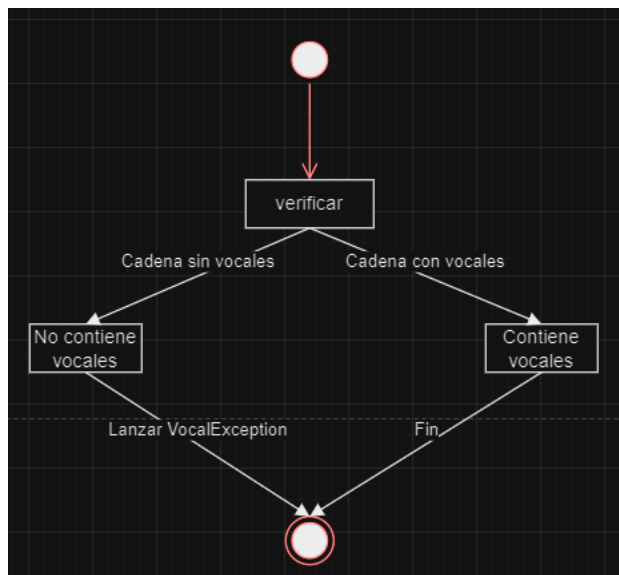 verificar
Cadena sin vocales
Cadena con vocales
No contiene
vocales
Contiene
vocales
Lanzar VocalException
Fin